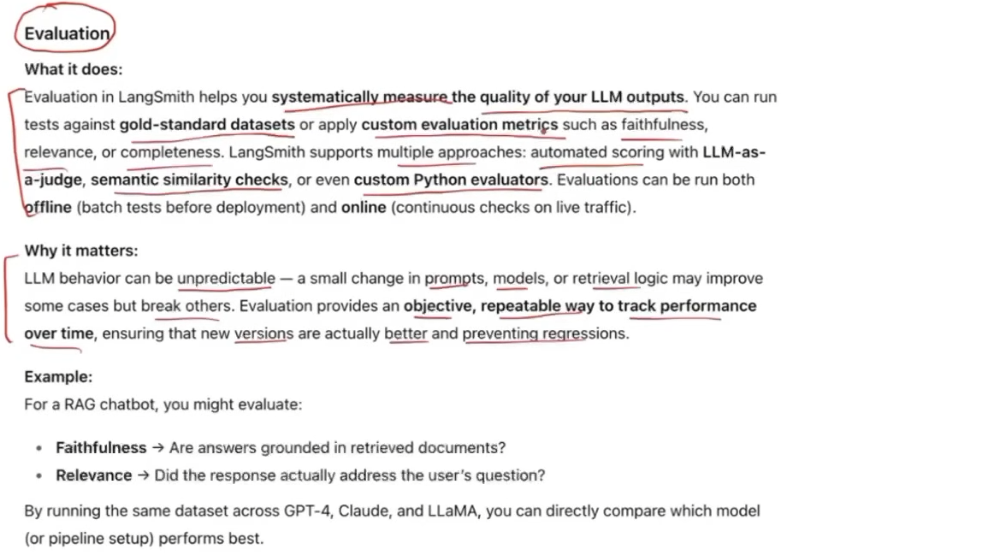 Evaluation
What it does:
Evaluation in LangSmith helps you systematically measure the quality of your LLM outputs. You can run
tests against gold-standard datasets or apply custom evaluation metrics such as faithfulness,
relevance, or completeness. LangSmith supports multiple approaches: automated scoring with LLM-as-
a-judge, semantic similarity checks, or even custom Python evaluators. Evaluations can be run both
offline (batch tests before deployment) and online (continuous checks on live traffic).
Why it matters:
LLM behavior can be unpredictable — a small change in prompts, models, or retrieval logic may improve
some cases but break others. Evaluation provides an objective, repeatable way to track performance
over time, ensuring that new versions are actually better and preventing regressions.
Example:
For a RAG chatbot, you might evaluate:
• Faithfulness → Are answers grounded in retrieved documents?
• Relevance → Did the response actually address the user's question?
By running the same dataset across GPT-4, Claude, and LLaMA, you can directly compare which model
(or pipeline setup) performs best.